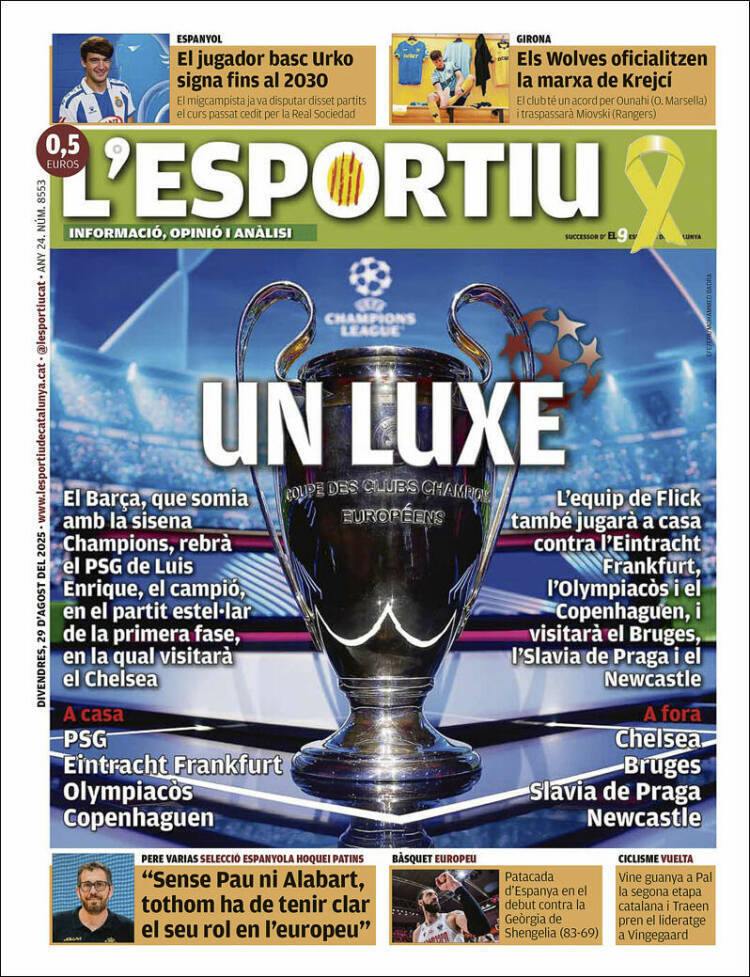 ESPANYOL
El jugador basc Urko
signa fins al 2030
El migcampista ja va disputar disset partits
el curs passat cedit per la Real Sociedad
GIRONA
Els Wolves oficialitzen
la marxa de Krejcí
El club té un acord per Ounahi (O. Marsella)
i traspassarà Miovski (Rangers)
0,5
EUROS
L'ESPORTIU
INFORMACIÓ, OPINIÓ I ANÀLISI
SUCCESSOR D' EL 9
DIVENDRES, 29 D'AGOST DEL 2025 · www.lesportiudecatalunya.cat · @lesportiucat · ANY 24. NÚM. 8553
CHAMPIONS
LEAGUE
UN LUXE
COUPE DES CLUBS CHAMPIONS
EUROPÉENS
El Barça, que somia
amb la sisena
Champions, rebrà
el PSG de Luis
Enrique, el campió,
en el partit estel·lar
de la primera fase,
en la qual visitarà
el Chelsea
L'equip de Flick
també jugarà a casa
contra l'Eintracht
Frankfurt,
l'Olympiacòs i el
Copenhaguen, i
visitarà el Bruges,
l'Slavia de Praga i el
Newcastle
A casa
PSG
Eintracht Frankfurt
Olympiacòs
Copenhaguen
A fora
Chelsea
Bruges
Slavia de Praga
Newcastle
PERE VARIAS SELECCIÓ ESPANYOLA HOQUEI PATINS
“Sense Pau ni Alabart,
tothom ha de tenir clar
el seu rol en l'europeu”
BÀSQUET EUROPEU
Patacada
d'Espanya en el
debut contra la
Geòrgia de
Shengelia (83-69)
CICLISME VUELTA
Vine guanya a Pal
la segona etapa
catalana i Traeen
pren el lideratge
a Vingegaard